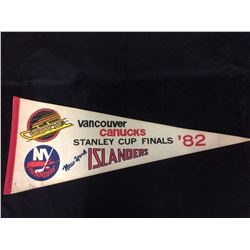 Vancouver
Canucks
STANLEY CUP FINALS '82
New York ISLANDERS
NY